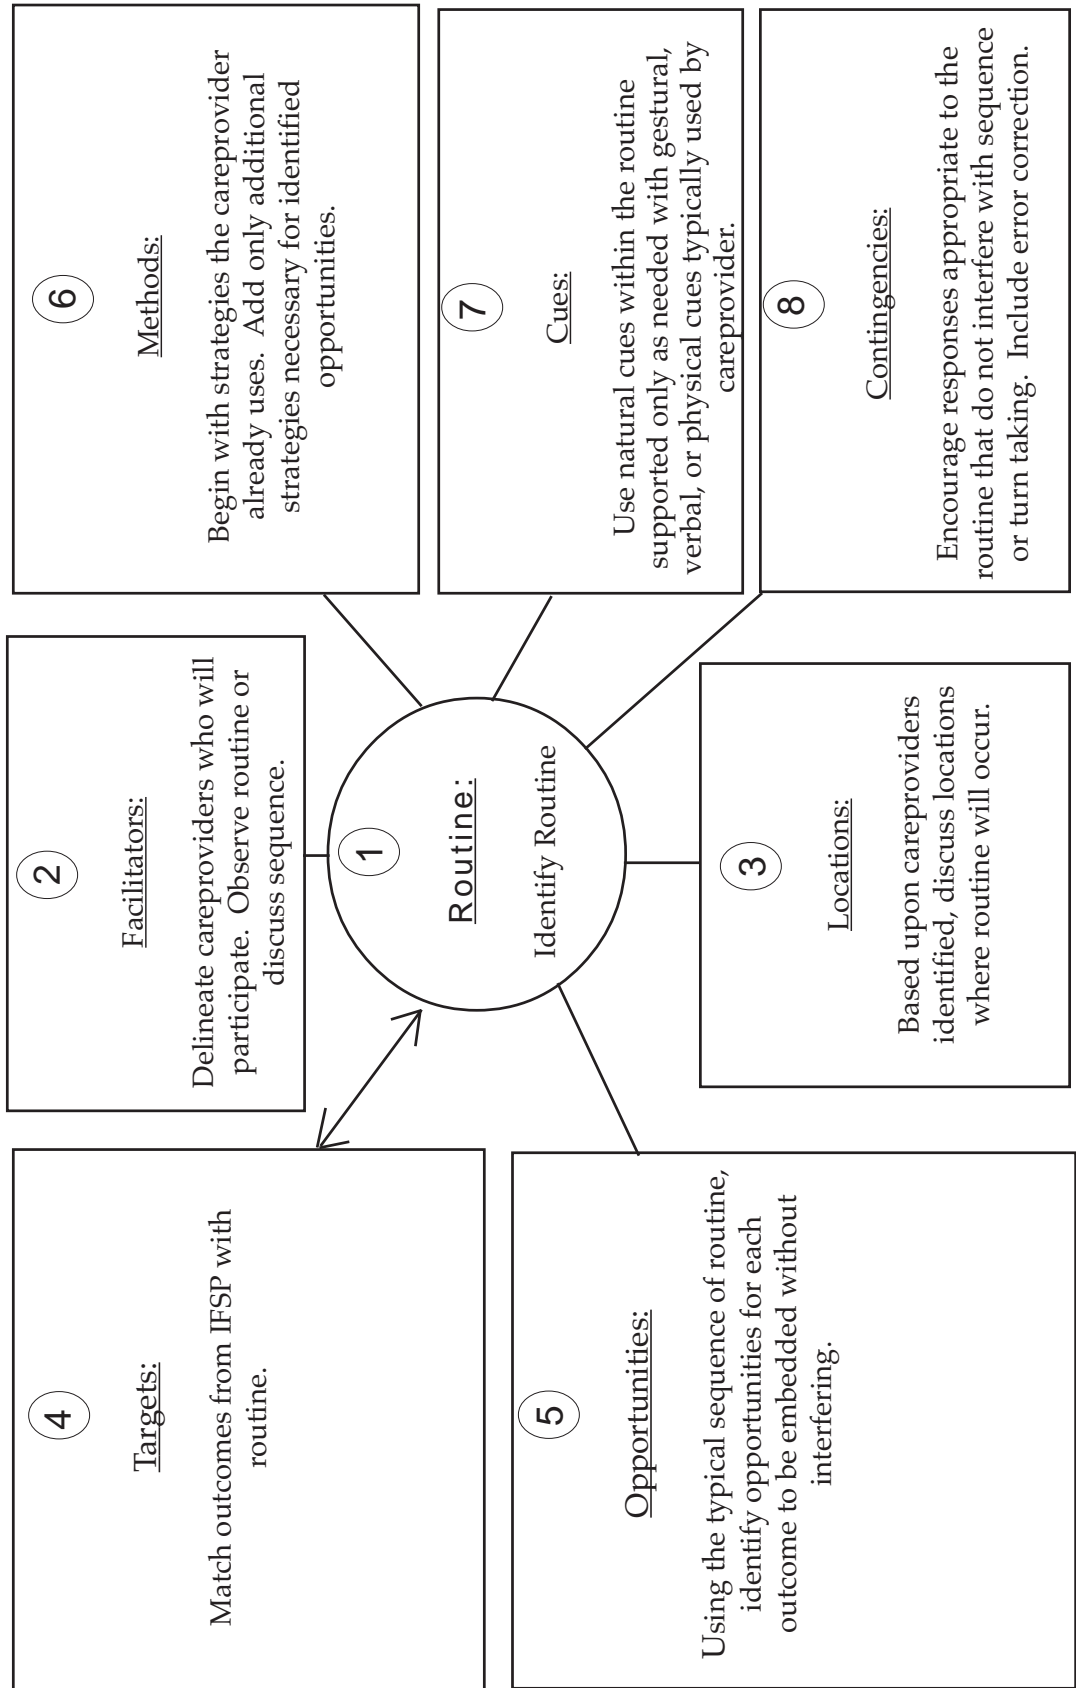 1
Routine:
Identify Routine
2
Facilitators:
Delineate careproviders who will
participate. Observe routine or
discuss sequence.
3
Locations:
Based upon careproviders
identified, discuss locations
where routine will occur.
4
Targets:
Match outcomes from IFSP with
routine.
5
Opportunities:
Using the typical sequence of routine,
identify opportunities for each
outcome to be embedded without
interfering.
6
Methods:
Begin with strategies the careprovider
already uses. Add only additional
strategies necessary for identified
opportunities.
7
Cues:
Use natural cues within the routine
supported only as needed with gestural,
verbal, or physical cues typically used by
careprovider.
8
Contingencies:
Encourage responses appropriate to the
routine that do not interfere with sequence
or turn taking. Include error correction.